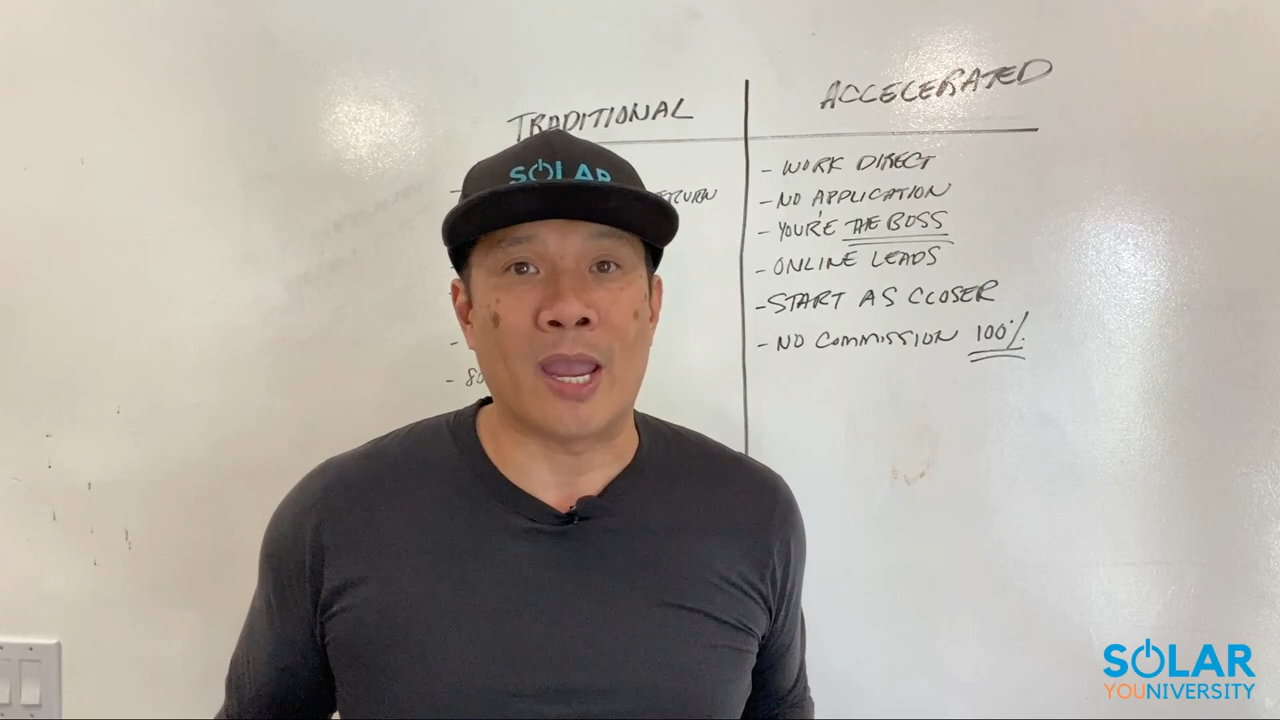 TRADITIONAL
ACCELERATED
- WORK DIRECT
- NO APPLICATION
- YOU'RE THE BOSS
- ONLINE LEADS
- START AS CLOSER
- NO COMMISSION 100%
SOLAR
SOLAR
YOUNIVERSITY